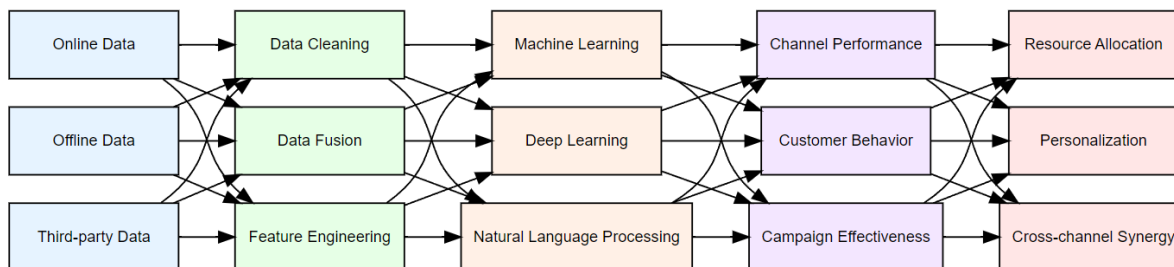 Online Data
Data Cleaning
Machine Learning
Channel Performance
Resource Allocation
Offline Data
Data Fusion
Deep Learning
Customer Behavior
Personalization
Third-party Data
Feature Engineering
Natural Language Processing
Campaign Effectiveness
Cross-channel Synergy